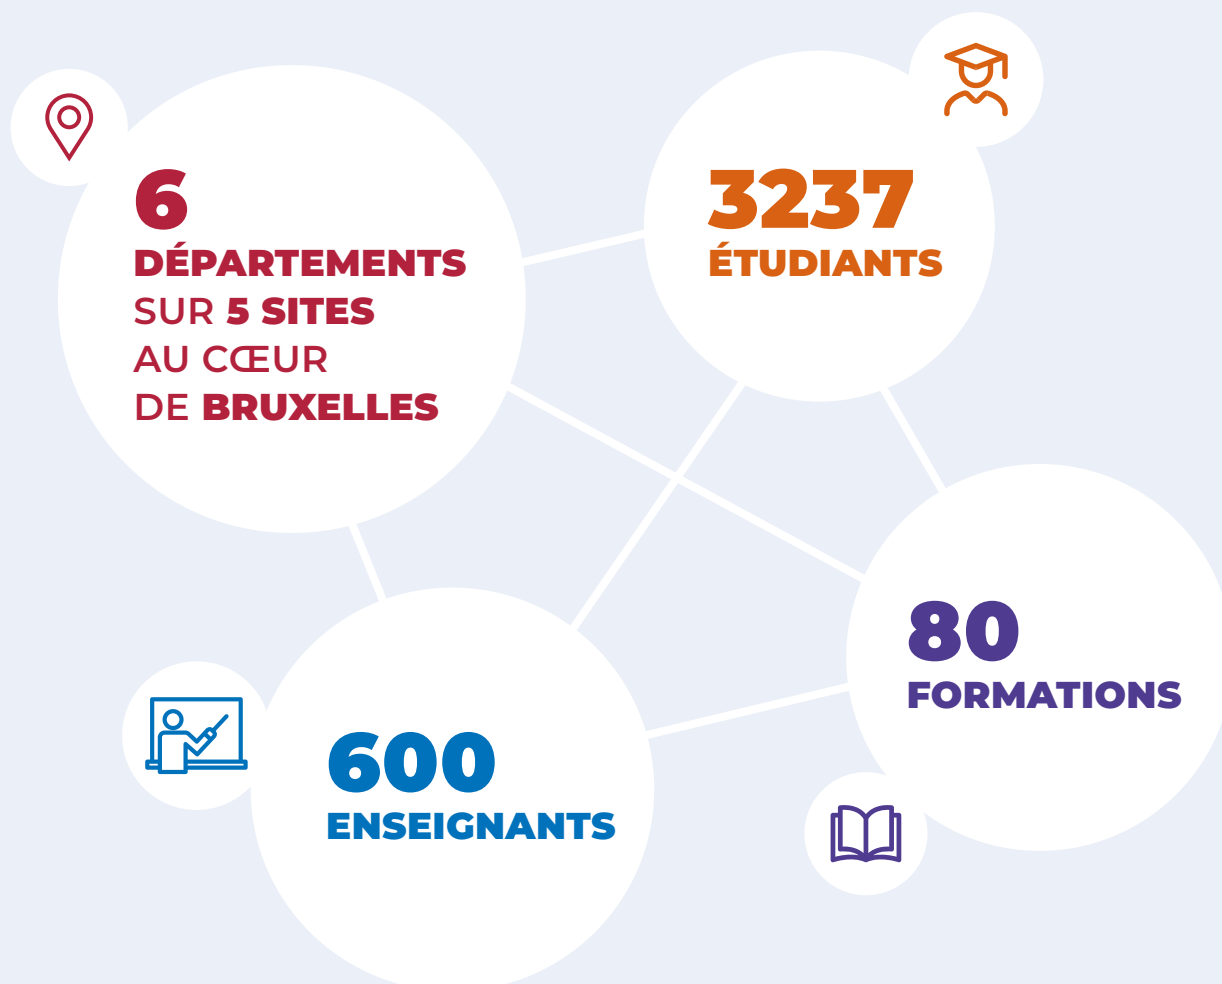 6
DÉPARTEMENTS
SUR 5 SITES
AU CŒUR
DE BRUXELLES
3237
ÉTUDIANTS
80
FORMATIONS
600
ENSEIGNANTS